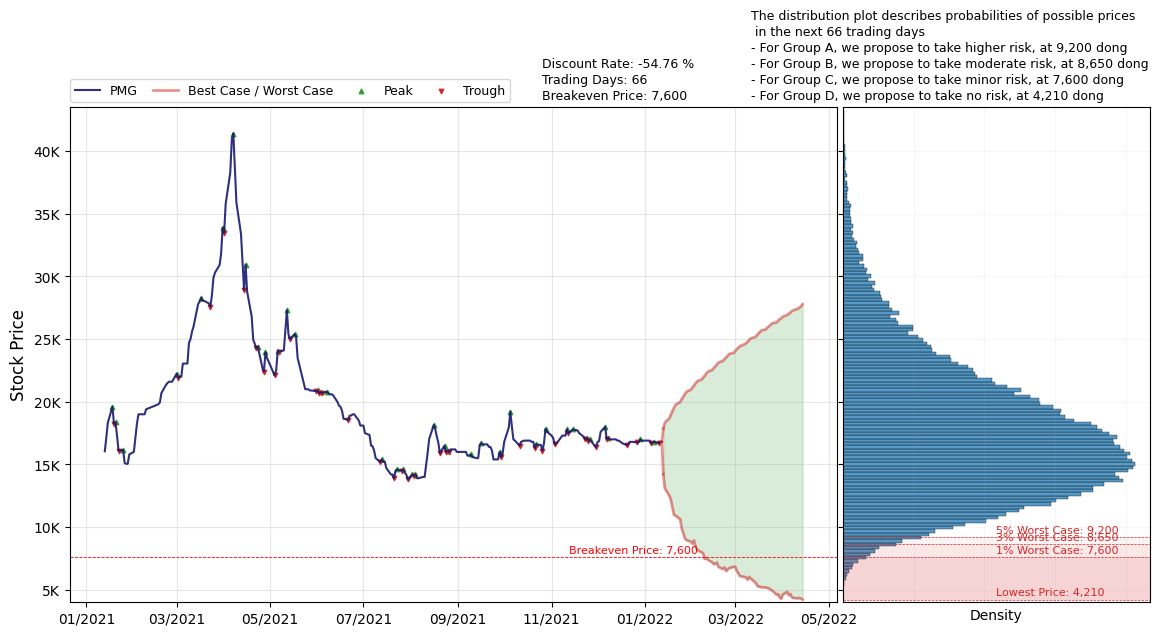 The distribution plot describes probabilities of possible prices
in the next 66 trading days
- For Group A, we propose to take higher risk, at 9,200 dong
- For Group B, we propose to take moderate risk, at 8,650 dong
- For Group C, we propose to take minor risk, at 7,600 dong
- For Group D, we propose to take no risk, at 4,210 dong
Discount Rate: -54.76 %
Trading Days: 66
Breakeven Price: 7,600
PMG Best Case / Worst Case Peak Trough
Stock Price
40K
35K
30K
25K
20K
15K
10K
5K
Breakeven Price: 7,600
01/2021 03/2021 05/2021 07/2021 09/2021 11/2021 01/2022 03/2022 05/2022
5% Worst Case: 9,200
3% Worst Case: 8,650
1% Worst Case: 7,600
Lowest Price: 4,210
Density